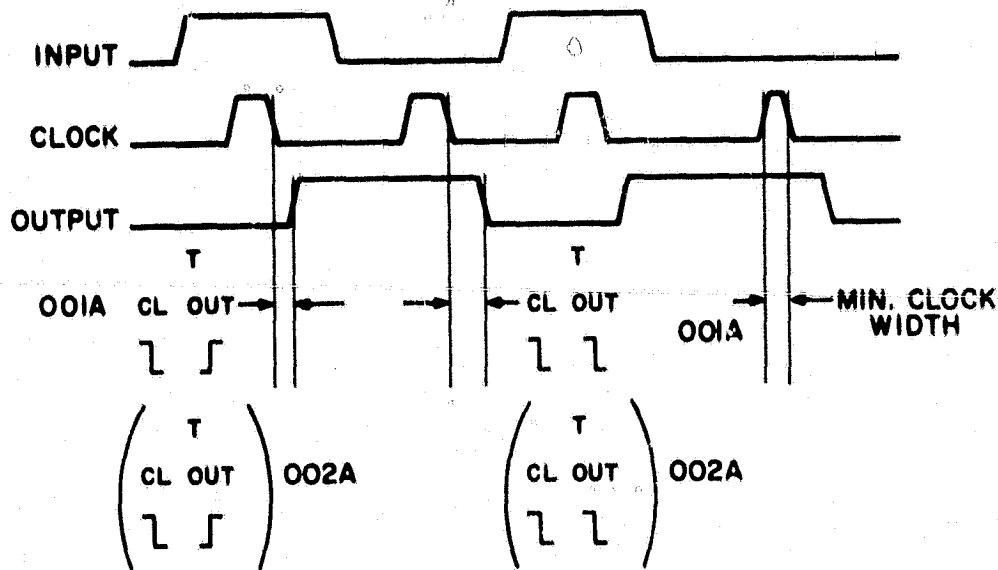 INPUT
CLOCK
OUTPUT
T T
001A CL OUT CL OUT 001A MIN. CLOCK
WIDTH
T T
CL OUT 002A CL OUT 002A